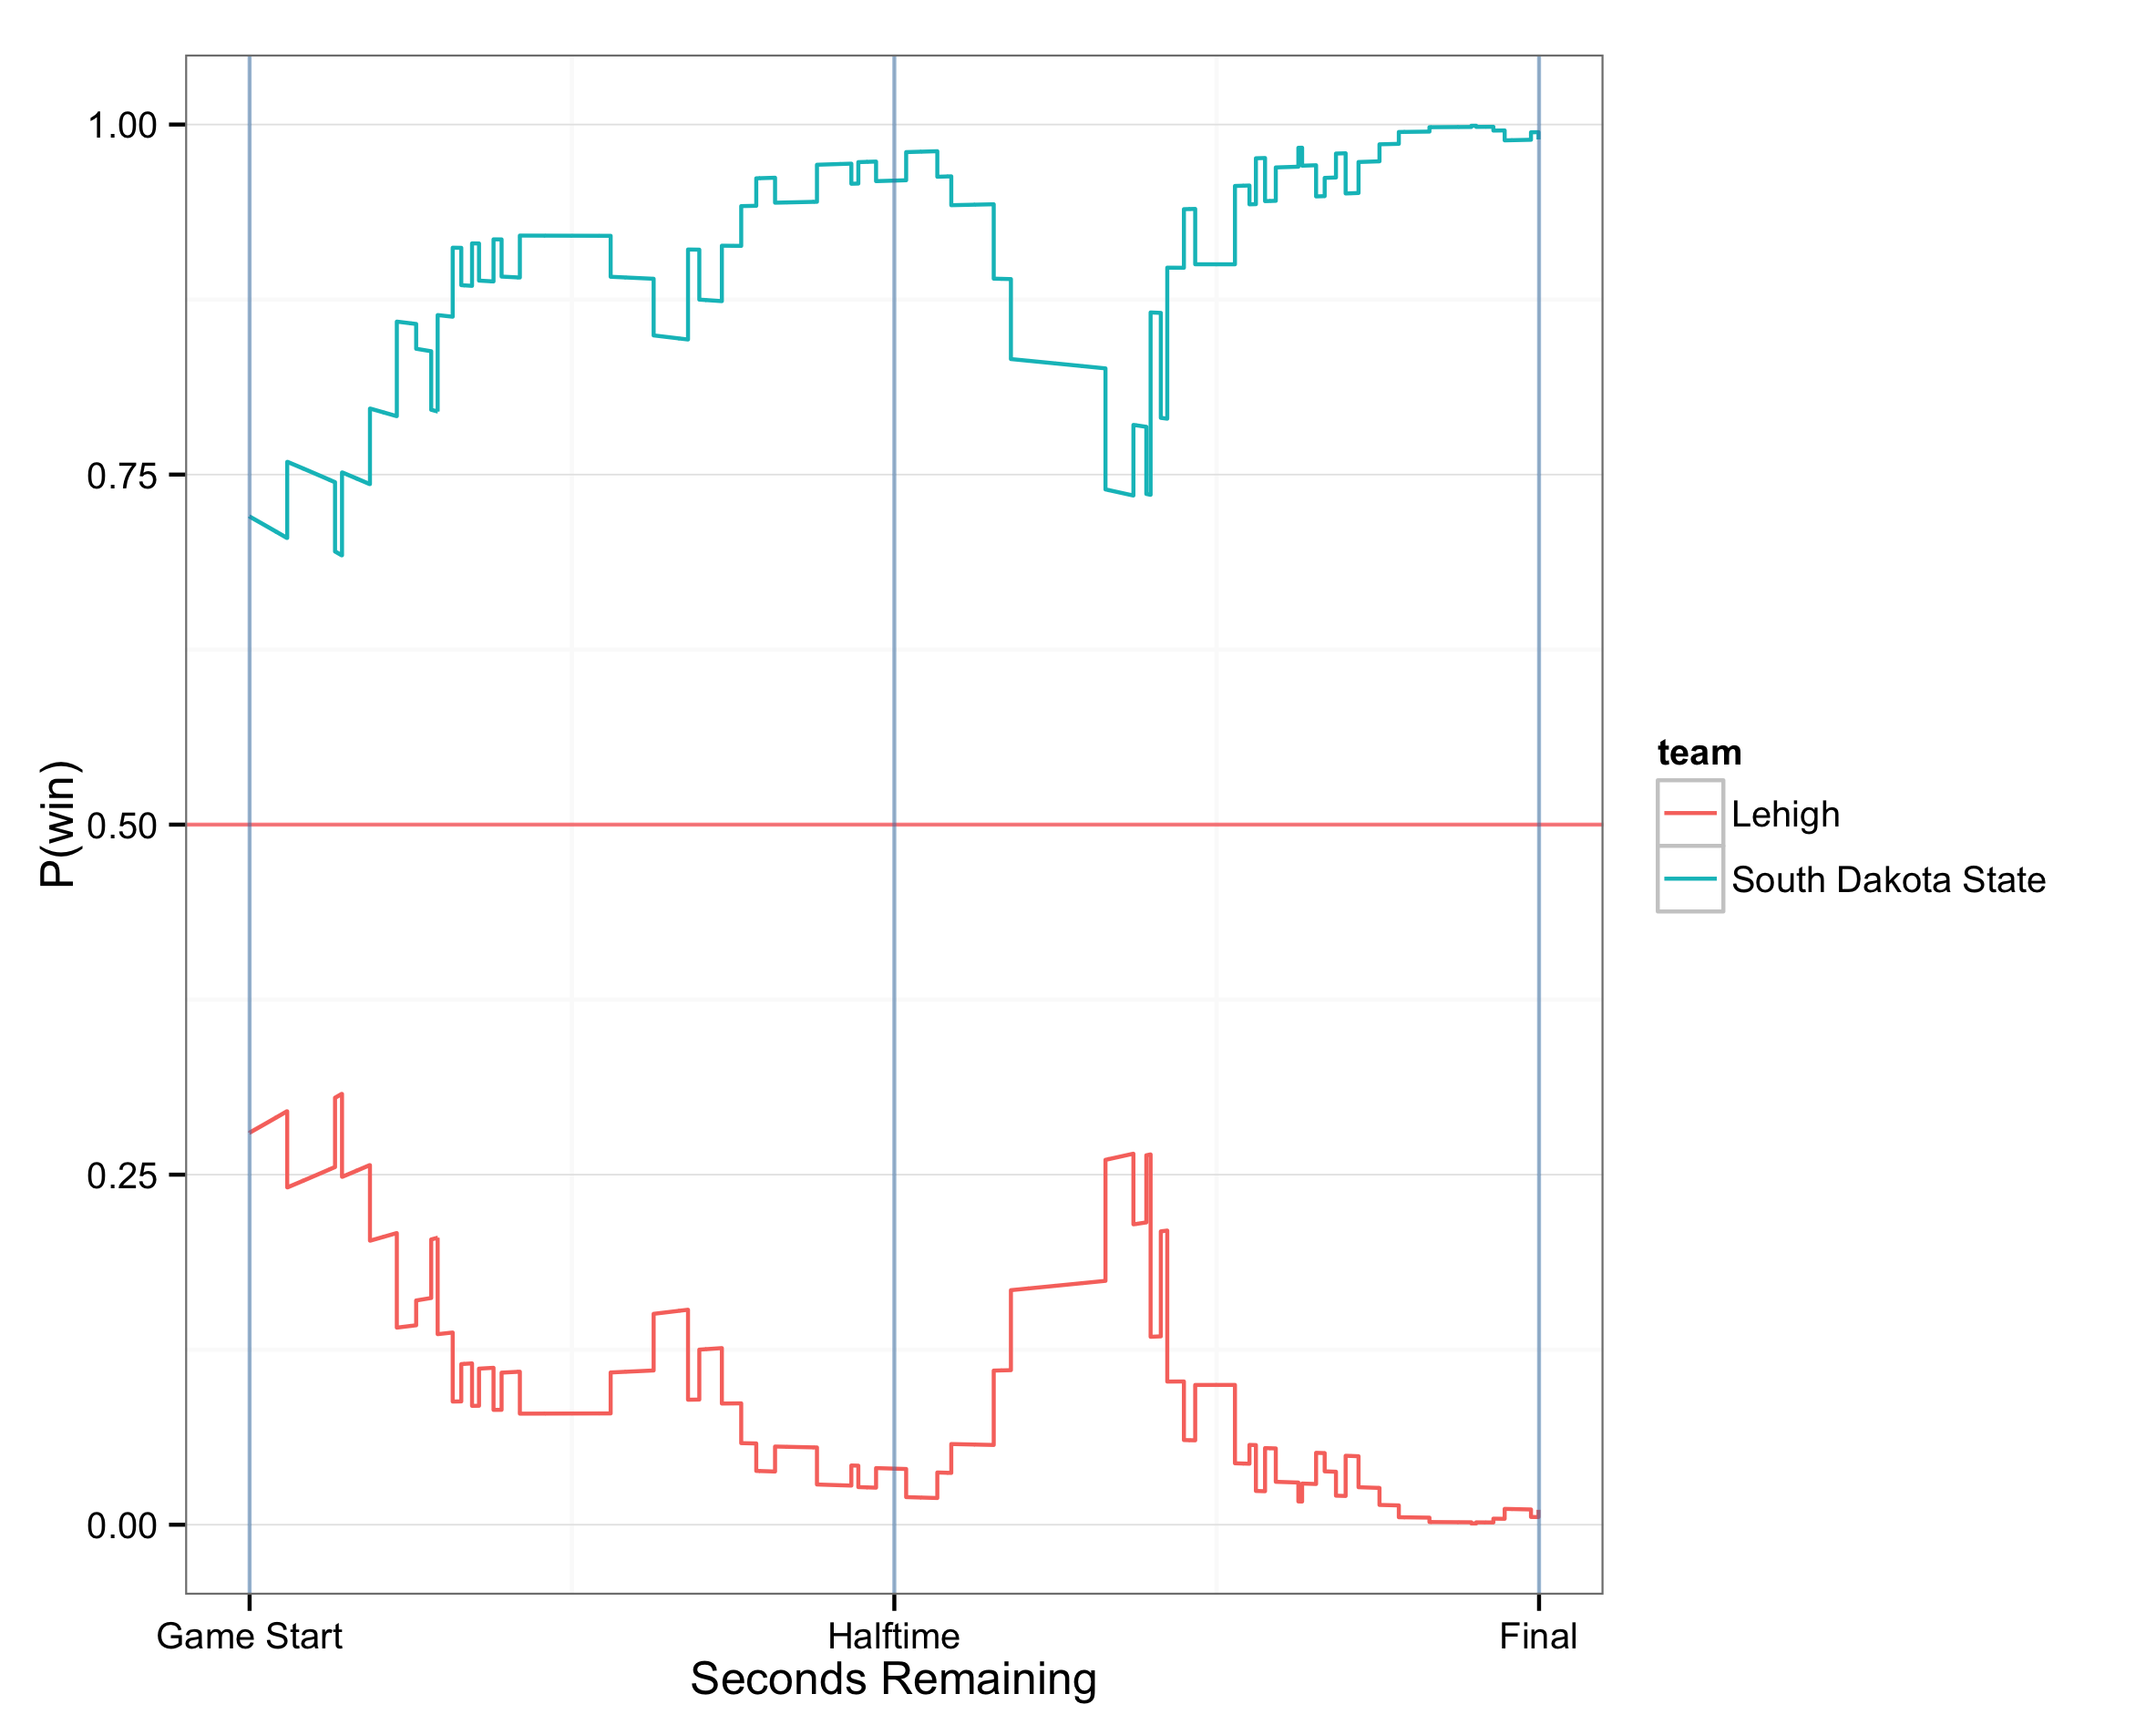 1.00
0.75
0.50
0.25
0.00
P(win)
Game Start
Halftime
Final
Seconds Remaining
team
Lehigh
South Dakota State